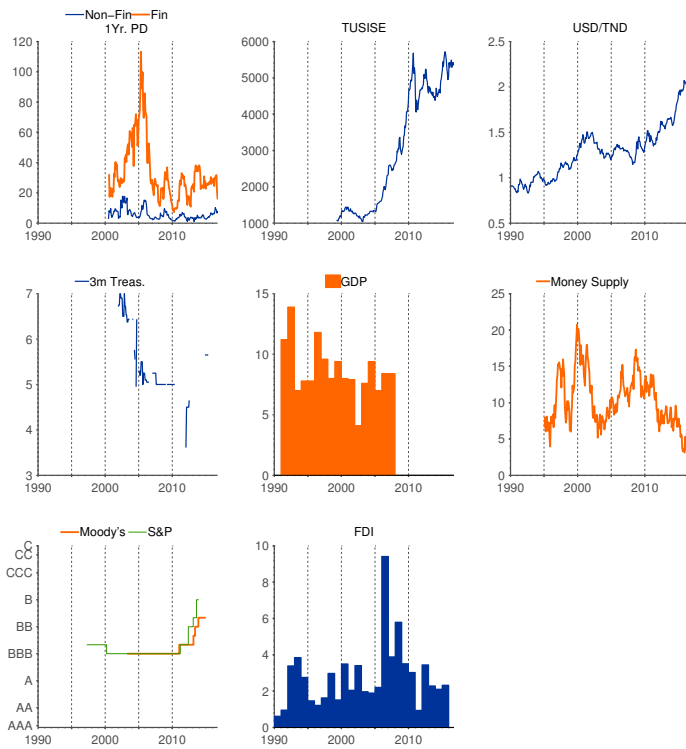 Non-Fin Fin
1Yr. PD
120
100
80
60
40
20
0
1990 2000 2010
TUSISE
6000
5000
4000
3000
2000
1000
1990 2000 2010
USD/TND
2.5
2
1.5
1
0.5
1990 2000 2010
3m Treas.
7
6
5
4
3
1990 2000 2010
GDP
15
10
5
0
1990 2000 2010
Money Supply
25
20
15
10
5
0
1990 2000 2010
Moody's S&P
C
CC
CCC
B
BB
BBB
A
AA
AAA
1990 2000 2010
FDI
10
8
6
4
2
0
1990 2000 2010